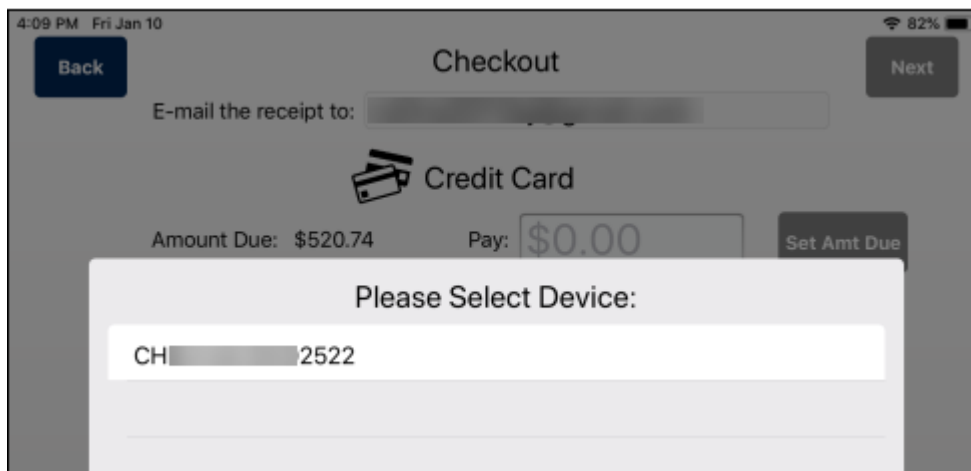 4:09 PM Fri Jan 10 82%
Back Checkout Next
E-mail the receipt to:
Credit Card
Amount Due: $520.74 Pay: $0.00 Set Amt Due
Please Select Device:
CH 2522